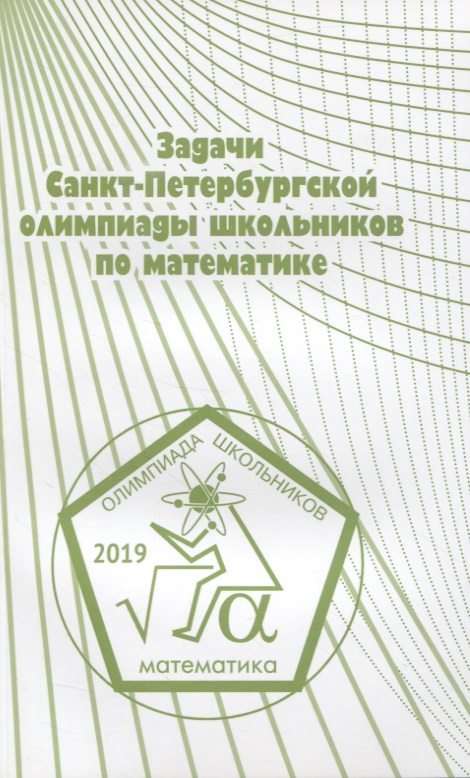 Задачи
Санкт-Петербургской
олимпиады школьников
по математике
ОЛИМПИАДА ШКОЛЬНИКОВ
2019
√ α
математика